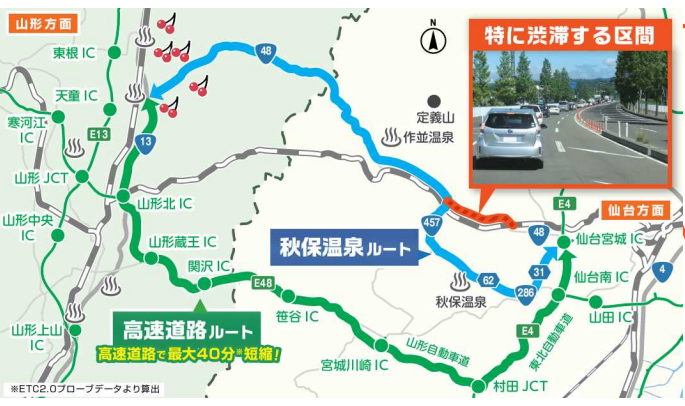 山形方面
東根 IC
天童 IC
寒河江
IC
E13
山形 JCT
山形中央
IC
山形上山
IC
13
48
N
定義山
作並温泉
特に渋滞する区間
E4
仙台方面
山形北 IC
山形蔵王 IC
関沢 IC
E48
笹谷 IC
宮城川崎 IC
山形自動車道
村田 JCT
東北自動車道
E4
457
秋保温泉ルート
48
仙台宮城 IC
31
62
286
秋保温泉
仙台南 IC
4
山田 IC
高速道路ルート
高速道路で最大40分※短縮!
※ETC2.0プローブデータより算出